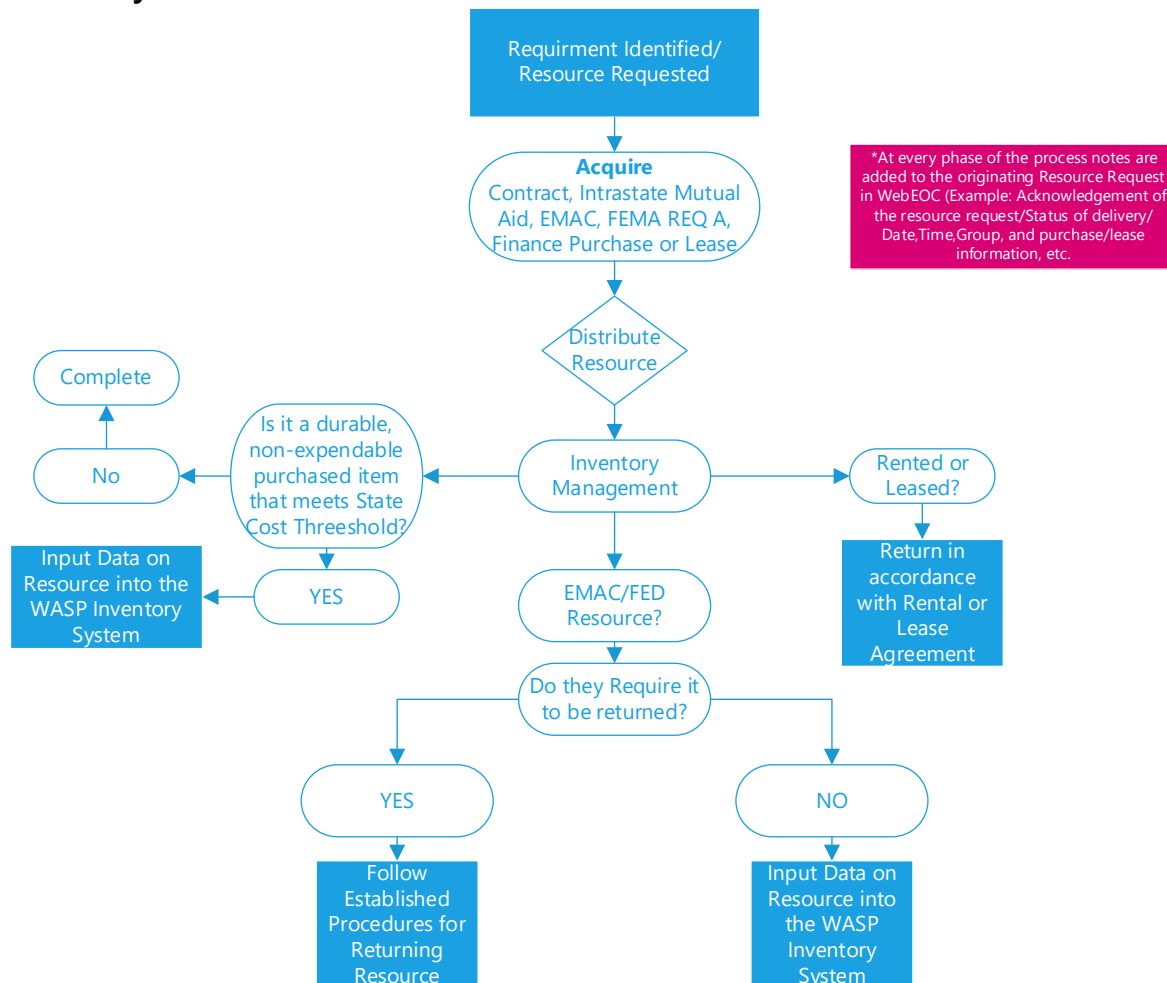 Requirment Identified/
Resource Requested
Acquire
Contract, Intrastate Mutual
Aid, EMAC, FEMA REQ A,
Finance Purchase or Lease
*At every phase of the process notes are
added to the originating Resource Request
in WebEOC (Example: Acknowledgement of
the resource request/Status of delivery/
Date,Time,Group, and purchase/lease
information, etc.
Distribute
Resource
Complete
Is it a durable,
non-expendable
purchased item
that meets State
Cost Threeshold?
No
Inventory
Management
Rented or
Leased?
Input Data on
Resource into the
WASP Inventory
System
YES
EMAC/FED
Resource?
Return in
accordance
with Rental or
Lease
Agreement
Do they Require it
to be returned?
YES
NO
Follow
Established
Procedures for
Returning
Resource
Input Data on
Resource into
the WASP
Inventory
System